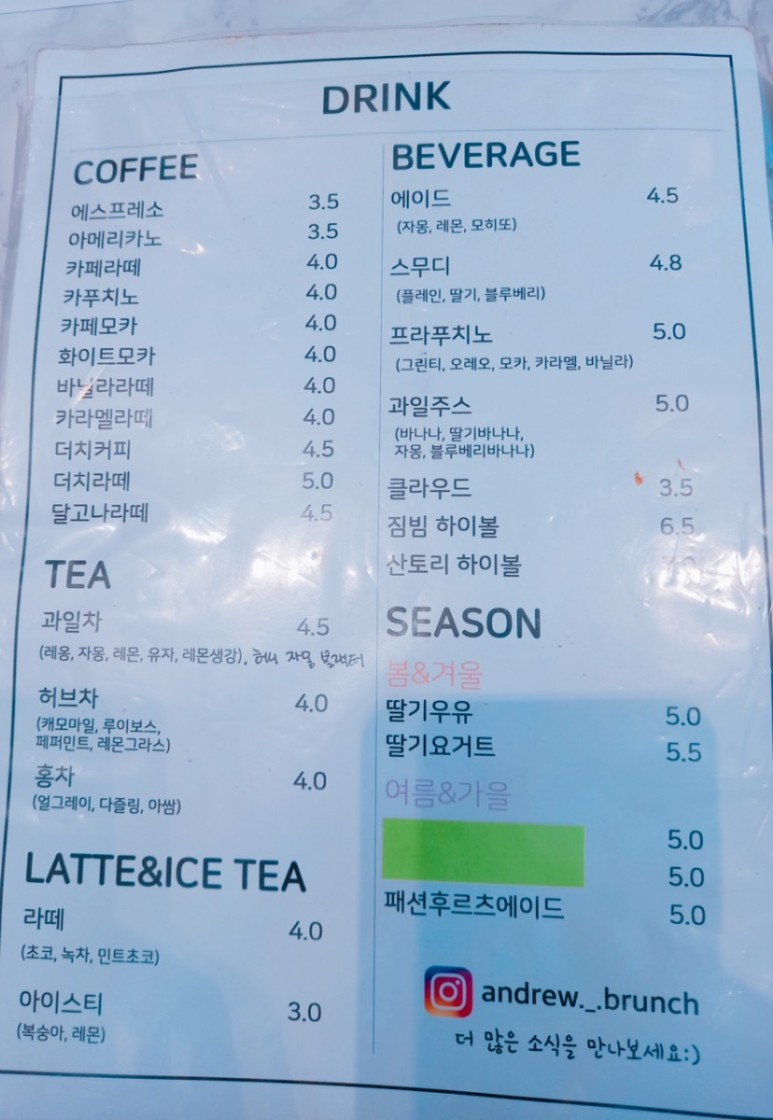 DRINK
COFFEE
에스프레소 3.5
아메리카노 3.5
카페라떼 4.0
카푸치노 4.0
카페모카 4.0
화이트모카 4.0
바닐라라떼 4.0
카라멜라떼 4.0
더치커피 4.5
더치라떼 5.0
달고나라떼 4.5
TEA
과일차 4.5
(레몽, 자몽, 레몬, 유자, 레몬생강), 허니 자몽
허브차 4.0
(캐모마일, 루이보스,
페퍼민트, 레몬그라스)
홍차 4.0
(얼그레이, 다즐링, 아쌈)
LATTE&ICE TEA
라떼 4.0
(초코, 녹차, 민트초코)
아이스티 3.0
(복숭아, 레몬)
BEVERAGE
에이드 4.5
(자몽, 레몬, 모히또)
스무디 4.8
(플레인, 딸기, 블루베리)
프라푸치노 5.0
(그린티, 오레오, 모카, 카라멜, 바닐라)
과일주스 5.0
(바나나, 딸기바나나,
자몽, 블루베리바나나)
클라우드 3.5
짐빔 하이볼 6.5
산토리 하이볼
SEASON
봄&겨울
딸기우유 5.0
딸기요거트 5.5
여름&가을
5.0
5.0
패션후르츠에이드 5.0
andrew._.brunch
더 많은 소식을 만나보세요:)